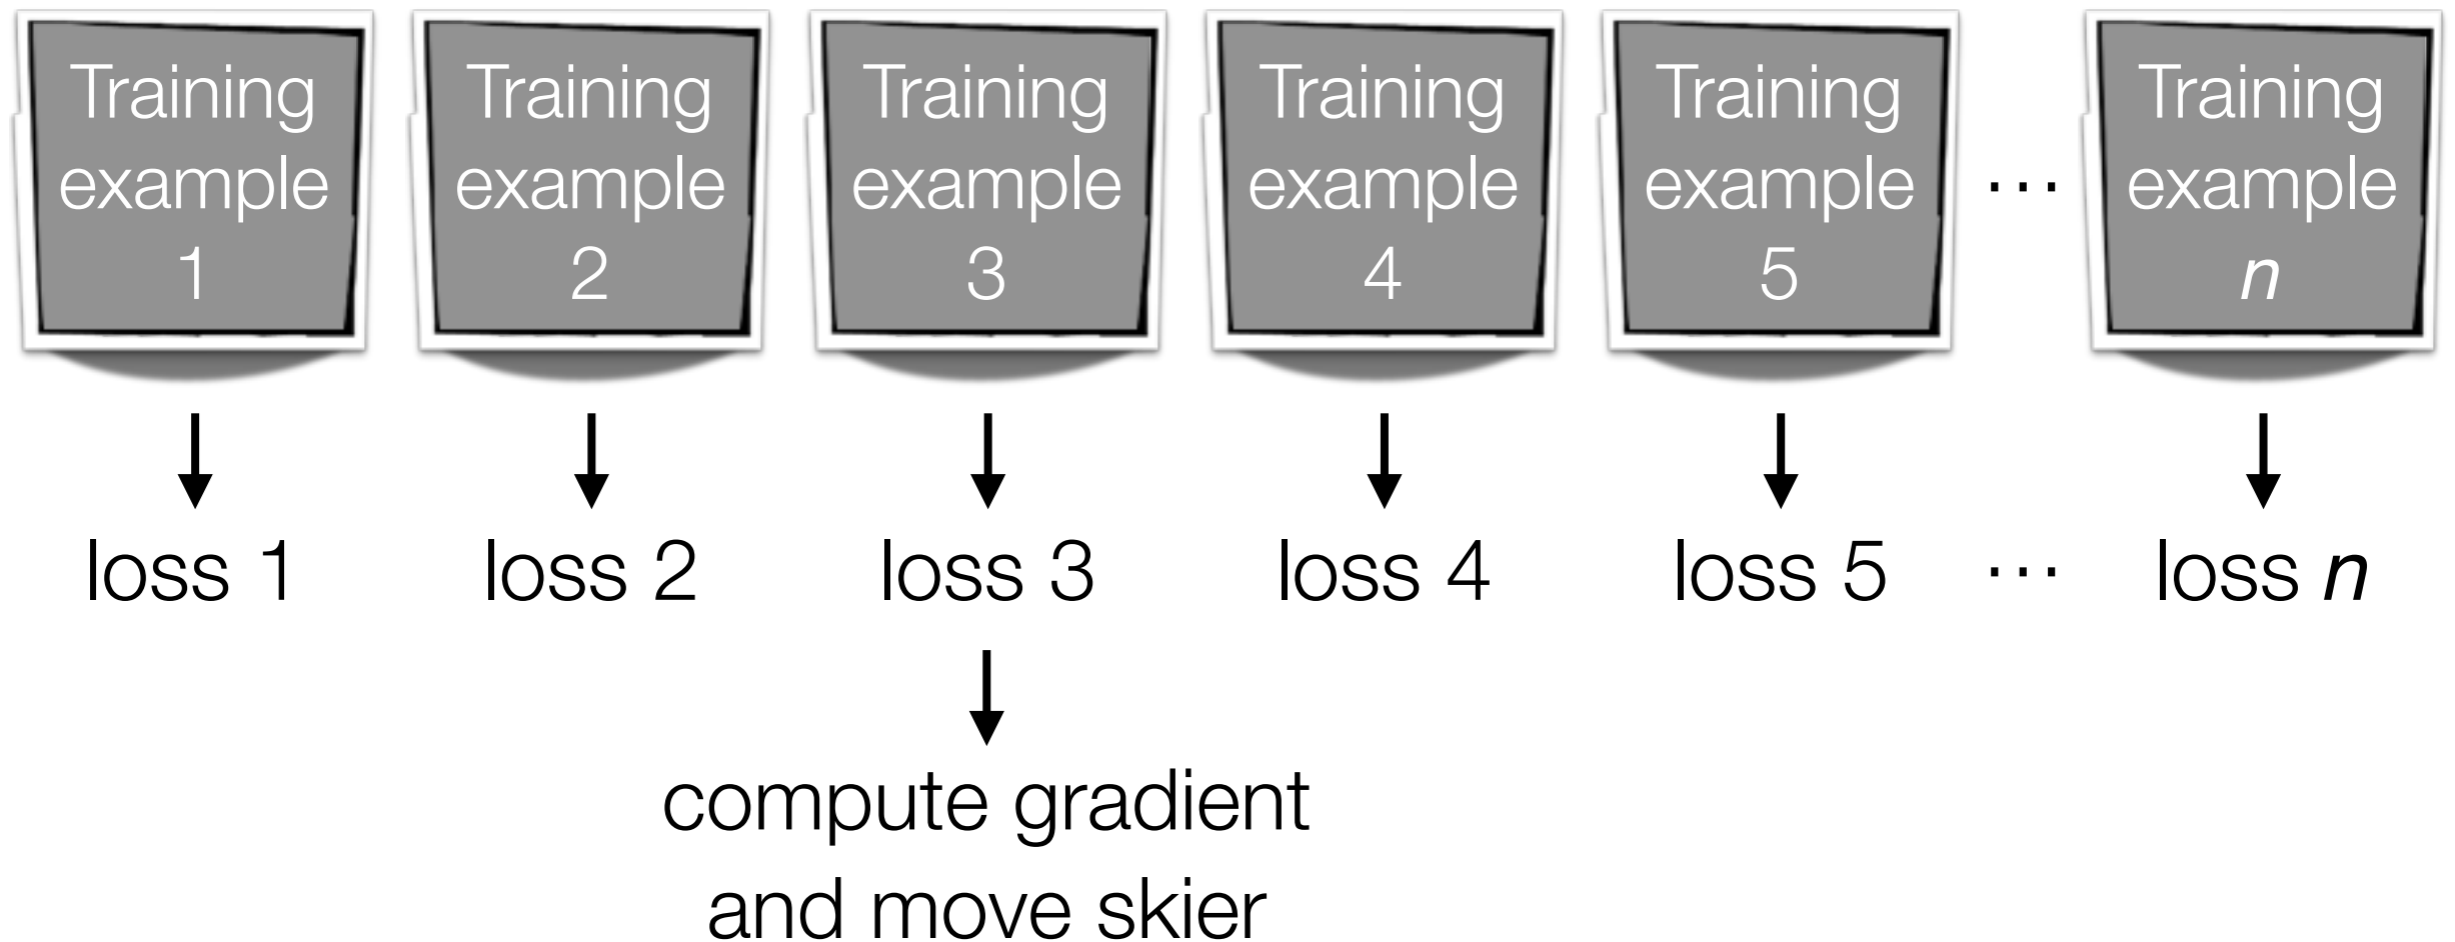 Training
example
1
Training
example
2
Training
example
3
Training
example
4
Training
example
5
...
Training
example
n
loss 1
loss 2
loss 3
loss 4
loss 5
...
loss n
compute gradient
and move skier